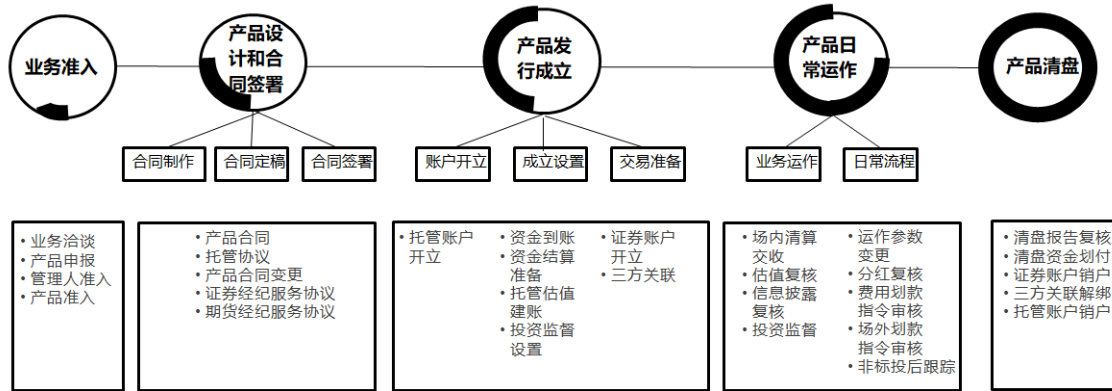 业务准入
产品设
计和合
同签署
产品发
行成立
产品日
常运作
产品清盘
合同制作
合同定稿
合同签署
账户开立
成立设置
交易准备
业务运作
日常流程
• 业务洽谈
• 产品申报
• 管理人准入
• 产品准入
• 产品合同
• 托管协议
• 产品合同变更
• 证券经纪服务协议
• 期货经纪服务协议
• 托管账户
开立
• 资金到账
• 资金结算
准备
• 托管估值
建账
• 投资监督
设置
• 证券账户
开立
• 三方关联
• 场内清算
交收
• 估值复核
• 信息披露
复核
• 投资监督
• 运作参数
变更
• 分红复核
• 费用划款
指令审核
• 场外划款
指令审核
• 非标投后跟踪
• 清盘报告复核
• 清盘资金划付
• 证券账户销户
• 三方关联解绑
• 托管账户销户